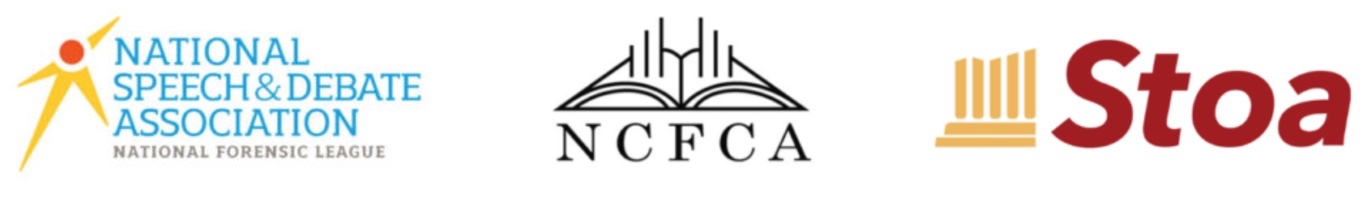 NATIONAL
SPEECH & DEBATE
ASSOCIATION
NATIONAL FORENSIC LEAGUE
NCFCA
Stoa